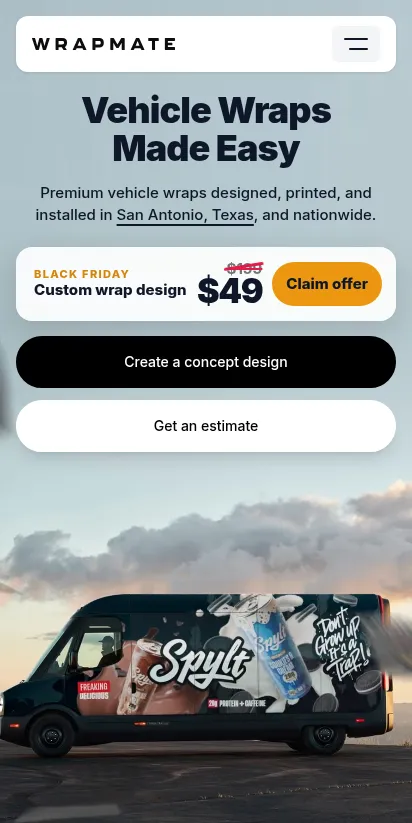 WRAPMATE
Vehicle Wraps
Made Easy
Premium vehicle wraps designed, printed, and
installed in San Antonio, Texas, and nationwide.
BLACK FRIDAY
Custom wrap design
$199
$49
Claim offer
Create a concept design
Get an estimate
Spylt
Spylt
Don't
Grow Up
It's a
Trap!
FREAKING
DELICIOUS
20g PROTEIN + CAFFEINE